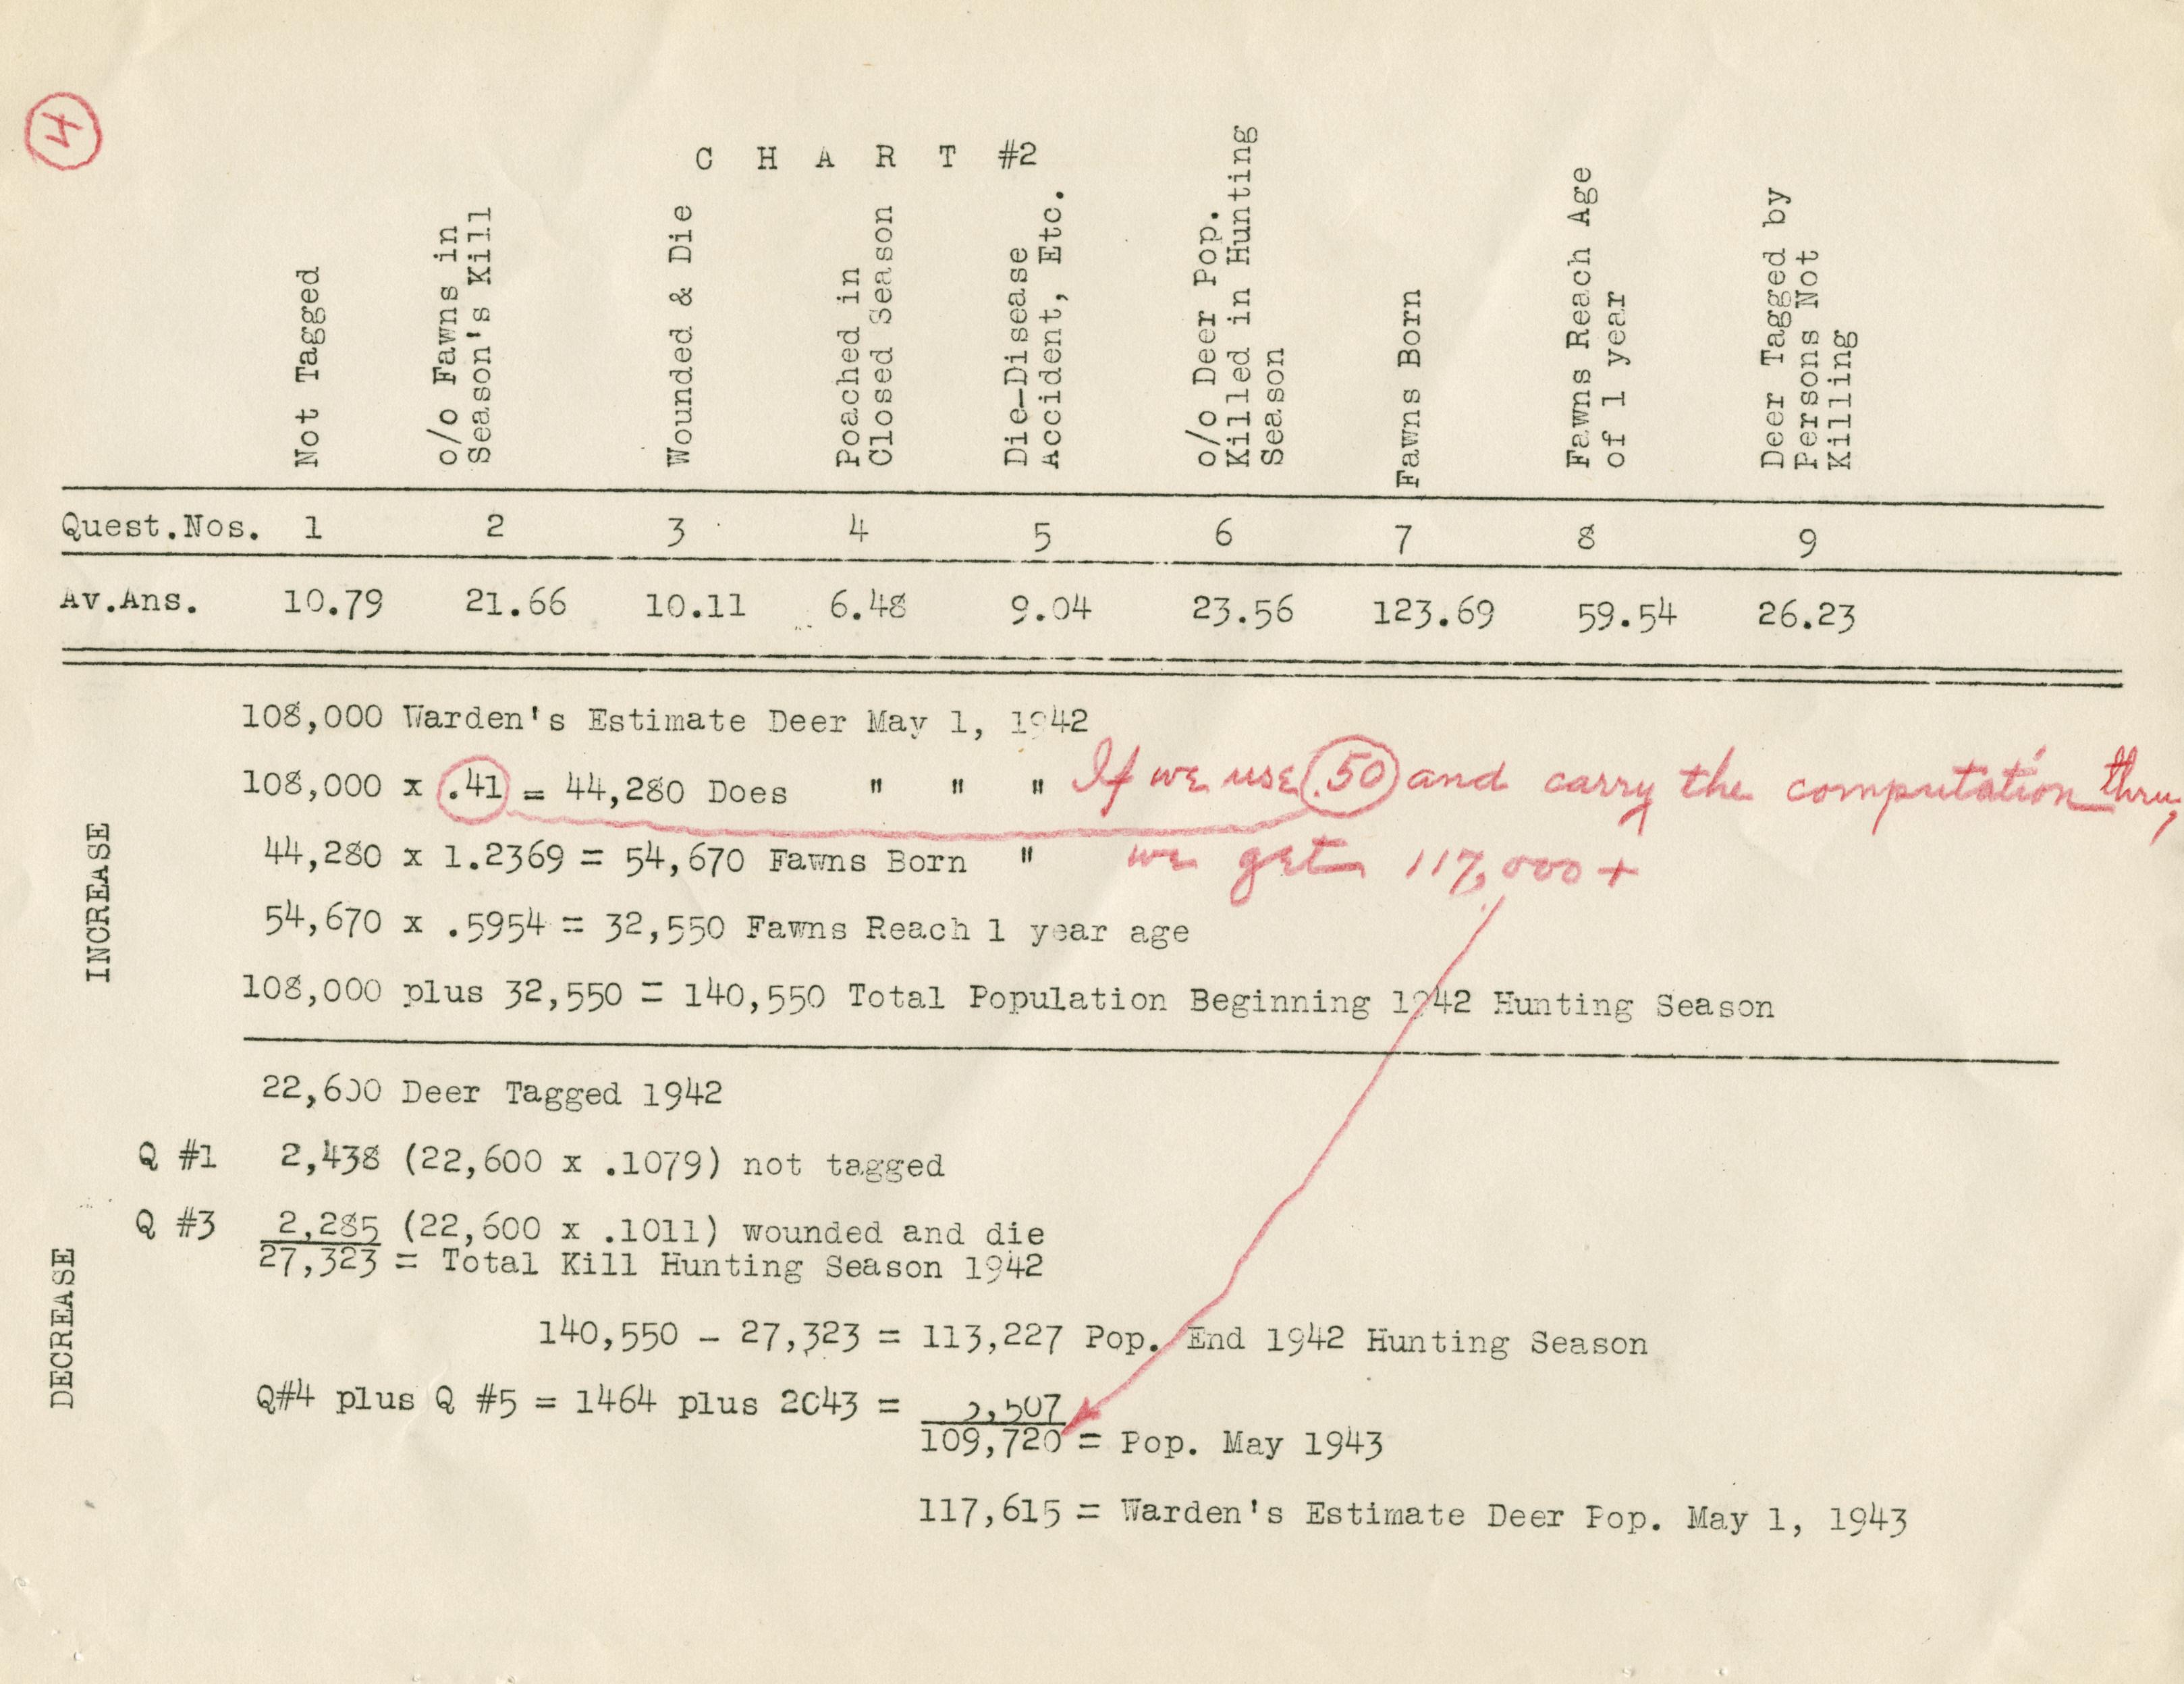 4
C H A R T #2
Not Tagged
o/o Fawns in
Season's Kill
Wounded & Die
Poached in
Closed Season
Die-Disease
Accident, Etc.
o/o Deer Pop.
Killed in Hunting
Season
Fawns Born
Fawns Reach Age
of 1 year
Deer Tagged by
Persons Not
Killing
Quest.Nos. 1 2 3 4 5 6 7 8 9
Av.Ans. 10.79 21.66 10.11 6.48 9.04 23.56 123.69 59.54 26.23
INCREASE
108,000 Warden's Estimate Deer May 1, 1942
108,000 x .41 = 44,280 Does " " " If we use .50 and carry the computation thru,
44,280 x 1.2369 = 54,670 Fawns Born " we get 117,000+
54,670 x .5954 = 32,550 Fawns Reach 1 year age
108,000 plus 32,550 = 140,550 Total Population Beginning 1942 Hunting Season
DECREASE
22,600 Deer Tagged 1942
Q #1 2,438 (22,600 x .1079) not tagged
Q #3 2,285 (22,600 x .1011) wounded and die
27,323 = Total Kill Hunting Season 1942
140,550 - 27,323 = 113,227 Pop. End 1942 Hunting Season
Q#4 plus Q #5 = 1464 plus 2043 = 3,507
109,720 = Pop. May 1943
117,615 = Warden's Estimate Deer Pop. May 1, 1943